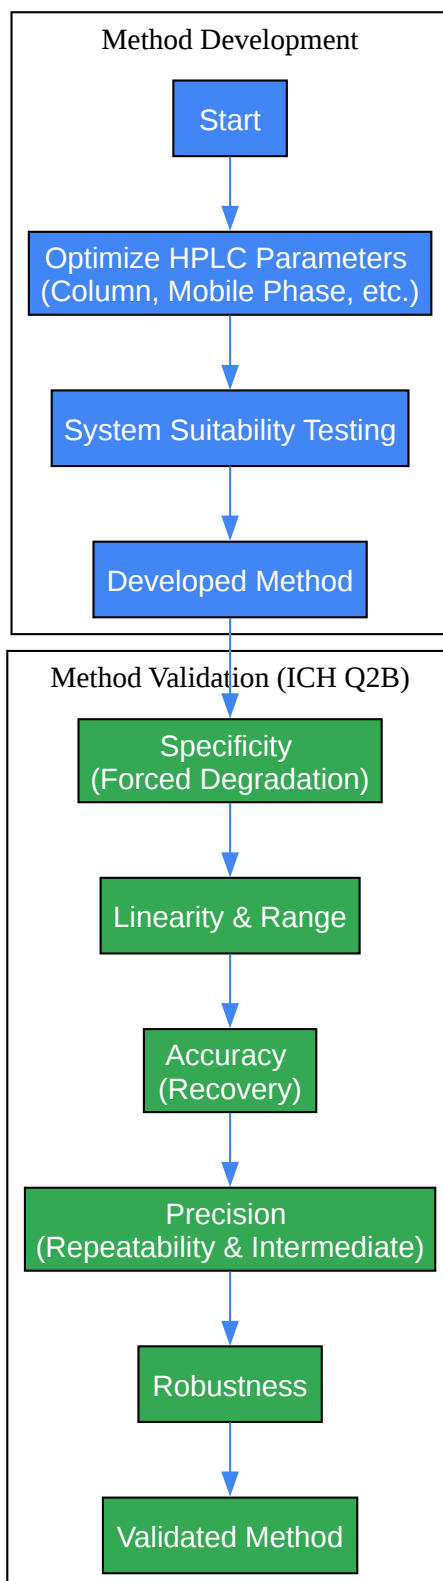 Method Development
Start
Optimize HPLC Parameters
(Column, Mobile Phase, etc.)
System Suitability Testing
Developed Method
Method Validation (ICH Q2B)
Specificity
(Forced Degradation)
Linearity & Range
Accuracy
(Recovery)
Precision
(Repeatability & Intermediate)
Robustness
Validated Method